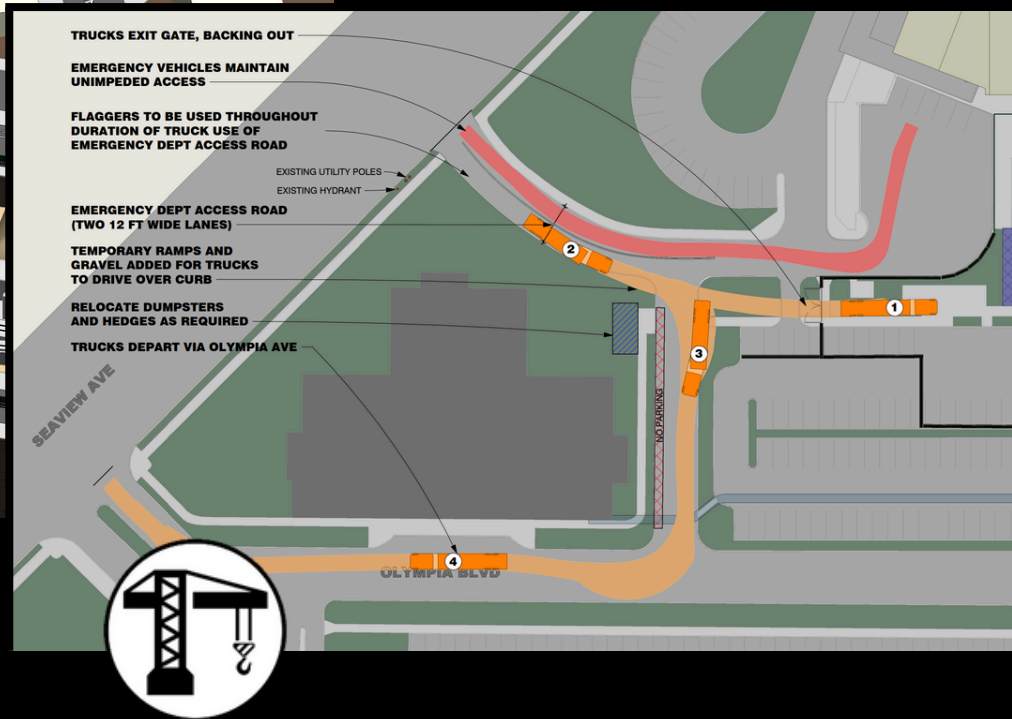 TRUCKS EXIT GATE, BACKING OUT
EMERGENCY VEHICLES MAINTAIN
UNIMPEDED ACCESS
FLAGGERS TO BE USED THROUGHOUT
DURATION OF TRUCK USE OF
EMERGENCY DEPT ACCESS ROAD
EXISTING UTILITY POLES
EXISTING HYDRANT
EMERGENCY DEPT ACCESS ROAD
(TWO 12 FT WIDE LANES)
TEMPORARY RAMPS AND
GRAVEL ADDED FOR TRUCKS
TO DRIVE OVER CURB
RELOCATE DUMPSTERS
AND HEDGES AS REQUIRED
TRUCKS DEPART VIA OLYMPIA AVE
SEAVIEW AVE
2
1
3
NO PARKING
4
OLYMPIA BLVD